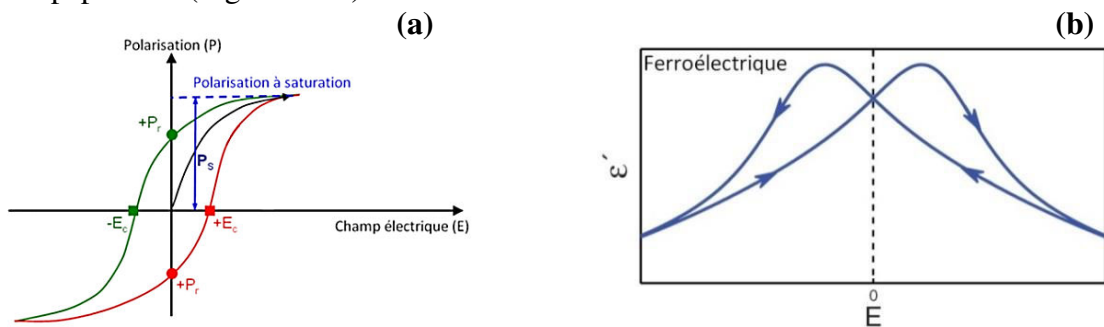 (a)
Polarisation (P)
Polarisation à saturation
+Pr
Ps
-Ec
+Ec
Champ électrique (E)
+Pr
(b)
Ferroélectrique
ε´
0
E